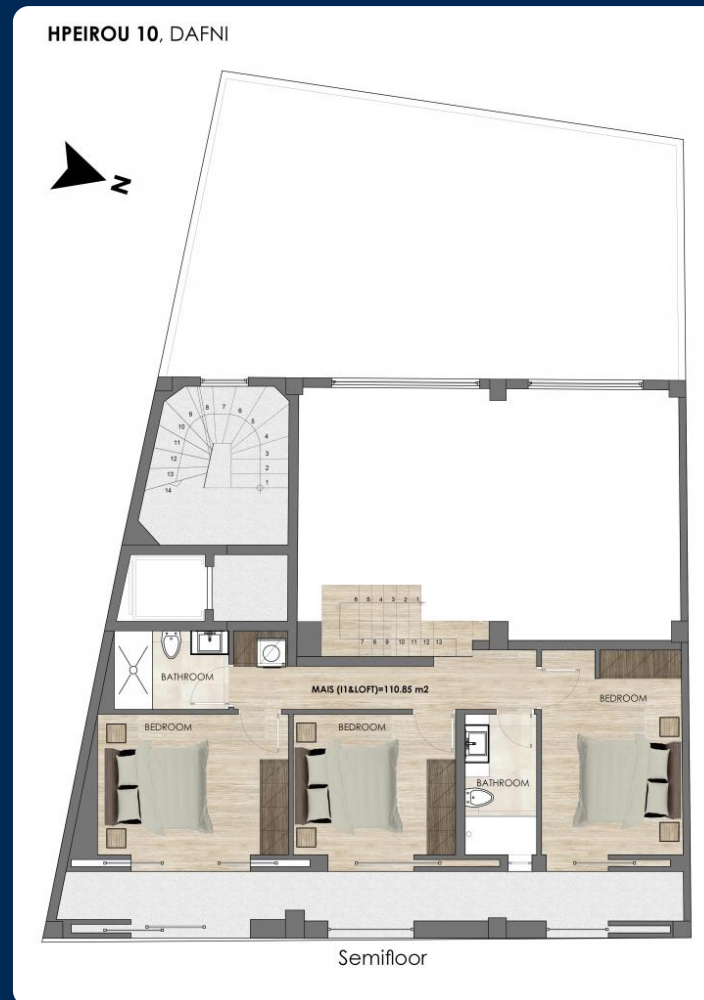 HPEIROU 10, DAFNI
N
9 8 7 6
10 5
11 4
12 3
13 2
14 1
6 5 4 3 2 1
7 8 9 10 11 12 13
BATHROOM
MAIS (I1&LOFT)=110.85 m2
BEDROOM
BEDROOM
BEDROOM
BATHROOM
Semifloor